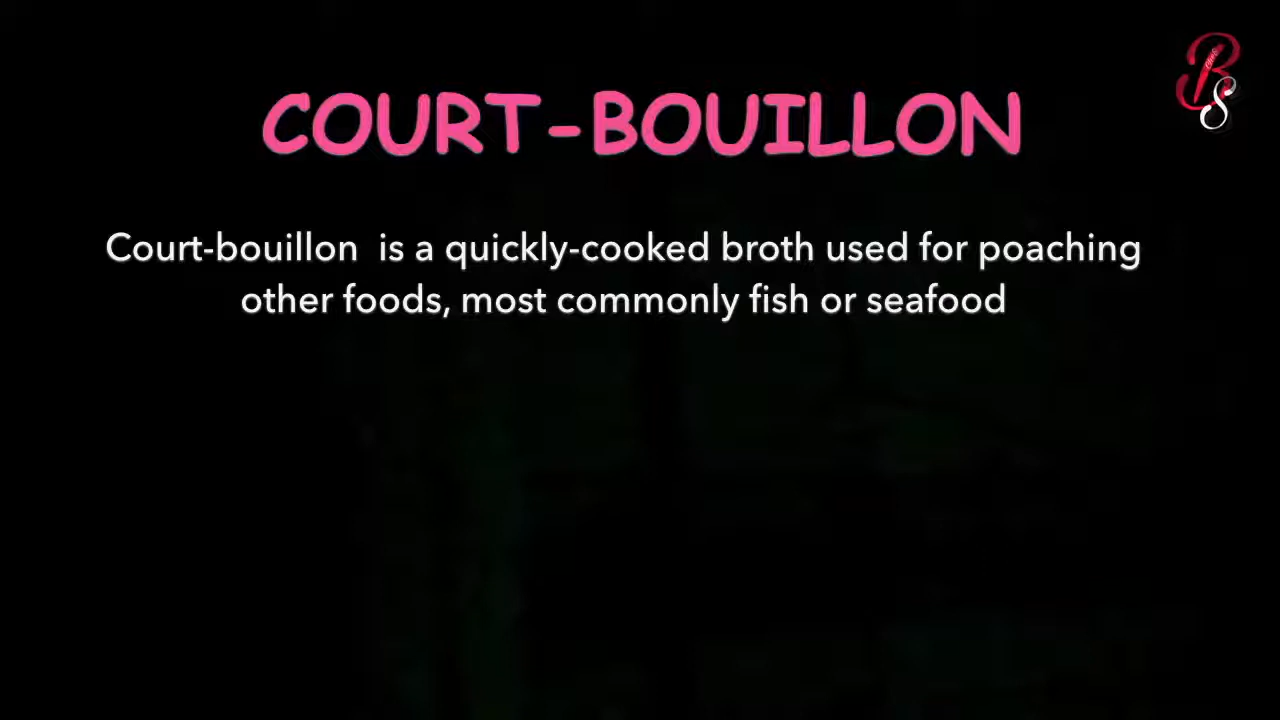 COURT-BOUILLON
Court-bouillon is a quickly-cooked broth used for poaching
other foods, most commonly fish or seafood